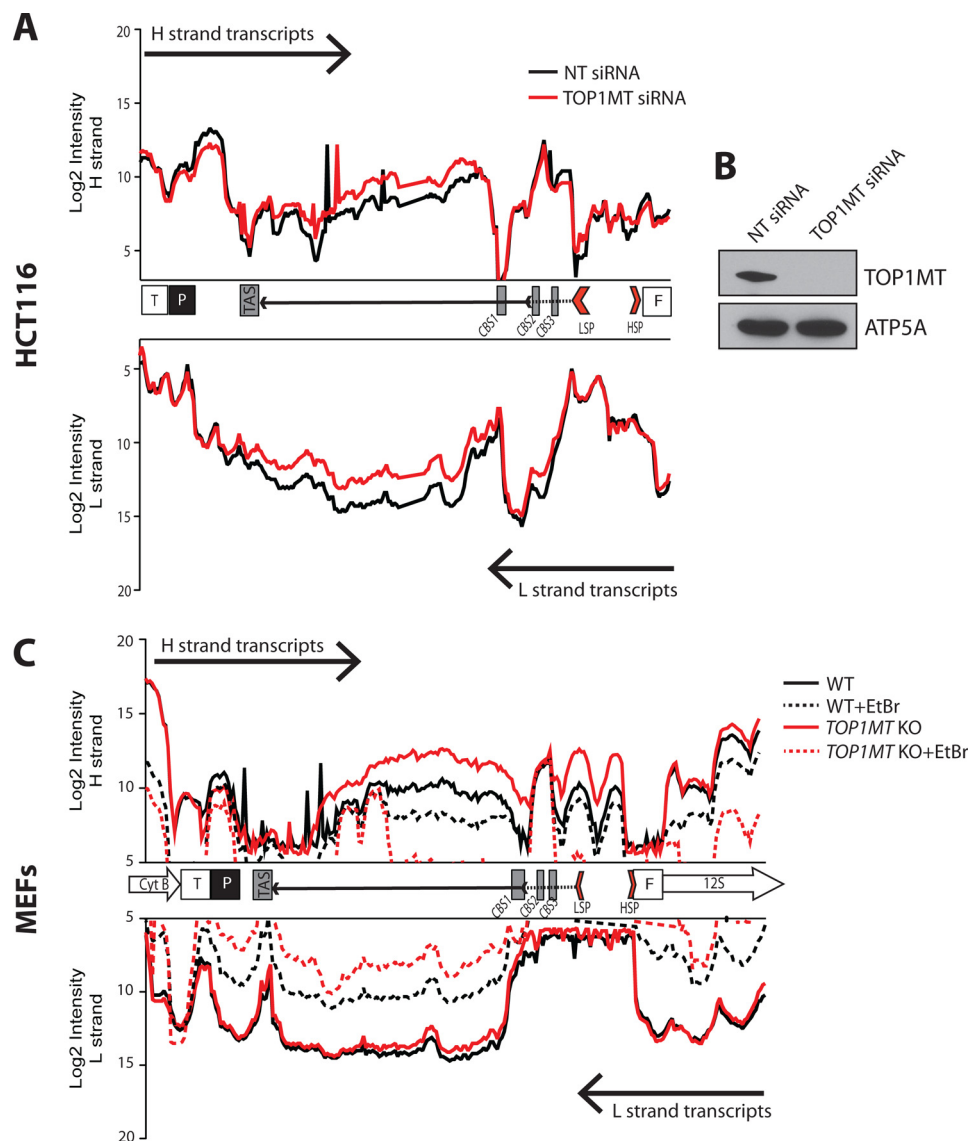 A
H strand transcripts
20
15
10
5
Log2 Intensity
H strand
NT siRNA
TOP1MT siRNA
HCT116
T
P
TAS
CBS1
CBS2
CBS3
LSP
HSP
F
5
10
15
20
Log2 Intensity
L strand
L strand transcripts
B
NT siRNA
TOP1MT siRNA
TOP1MT
ATP5A
C
H strand transcripts
20
15
10
5
Log2 Intensity
H strand
WT
WT+EtBr
TOP1MT KO
TOP1MT KO+EtBr
MEFs
Cyt B
T
P
TAS
CBS1
CBS2
CBS3
LSP
HSP
F
12S
5
10
15
20
Log2 Intensity
L strand
L strand transcripts